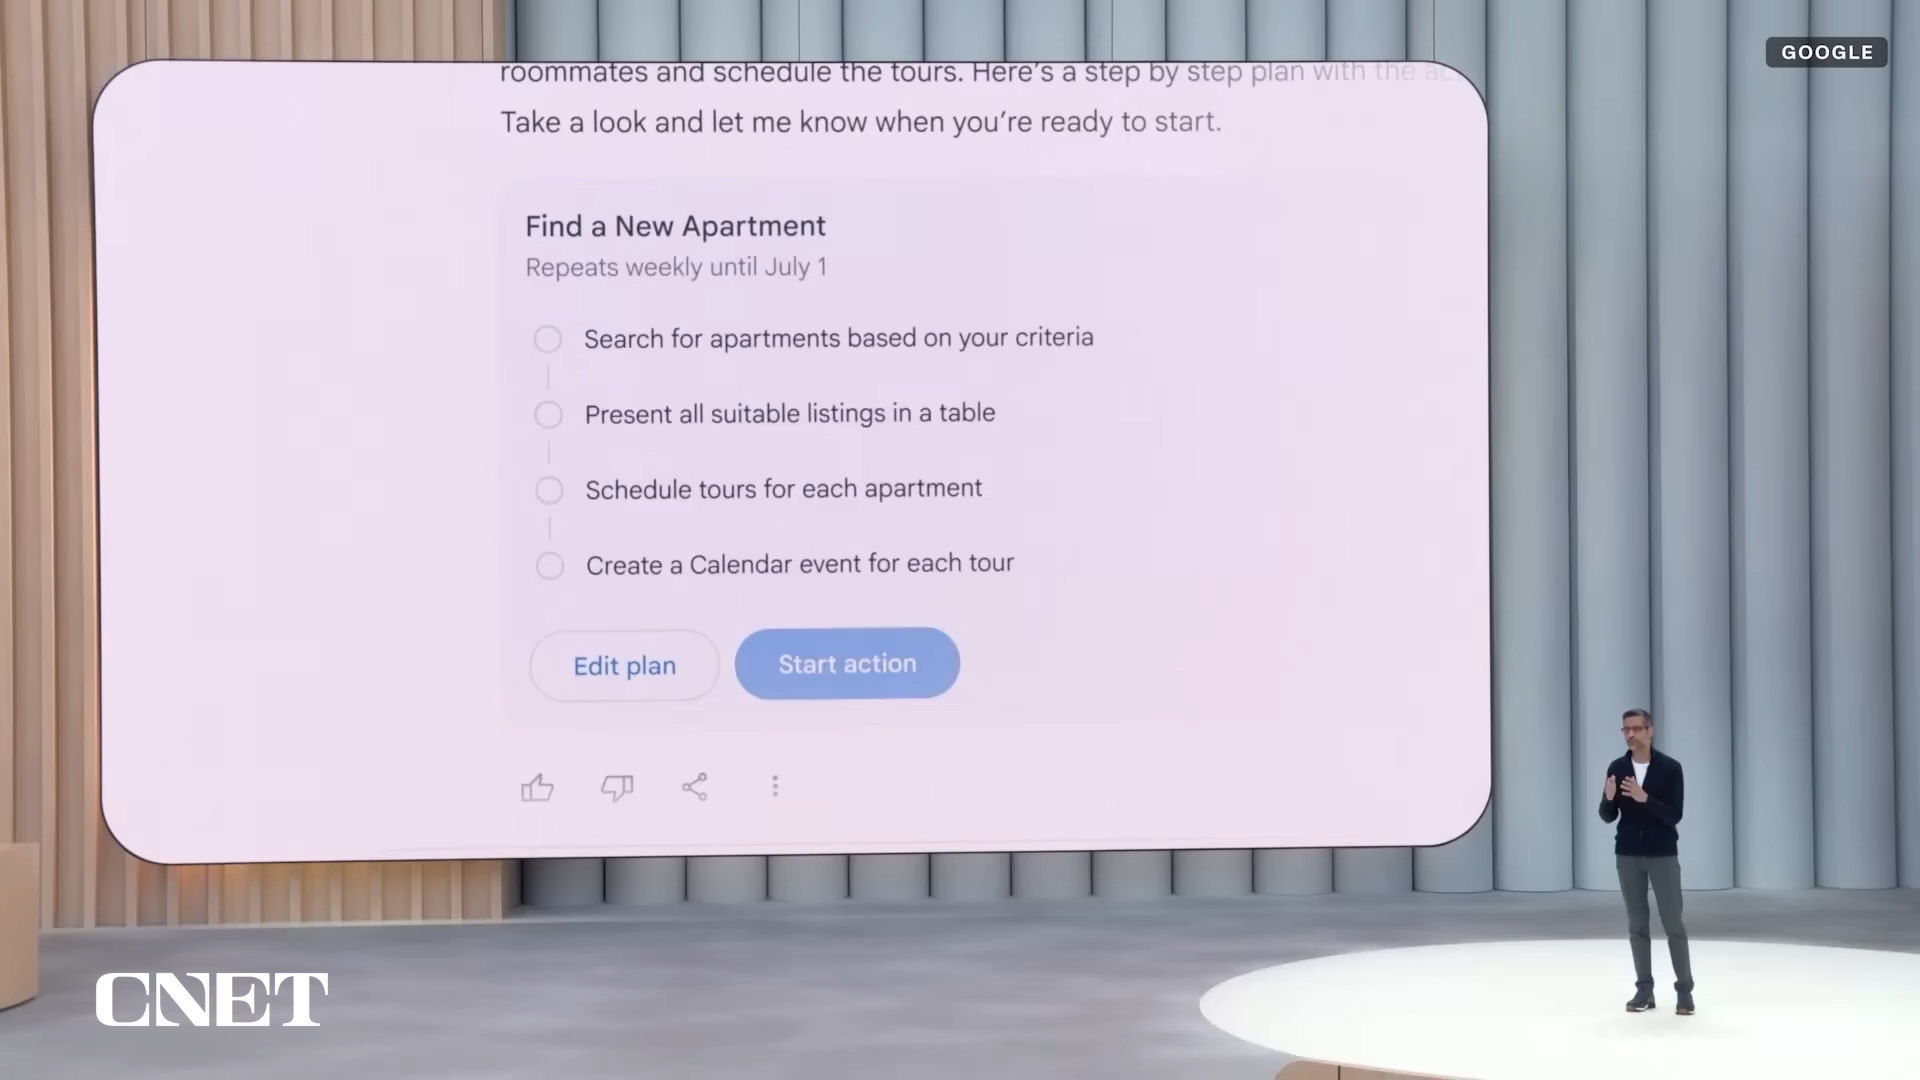 GOOGLE
roommates and schedule the tours. Here's a step by step plan with the
Take a look and let me know when you're ready to start.
Find a New Apartment
Repeats weekly until July 1
Search for apartments based on your criteria
Present all suitable listings in a table
Schedule tours for each apartment
Create a Calendar event for each tour
Edit plan
Start action
CNET